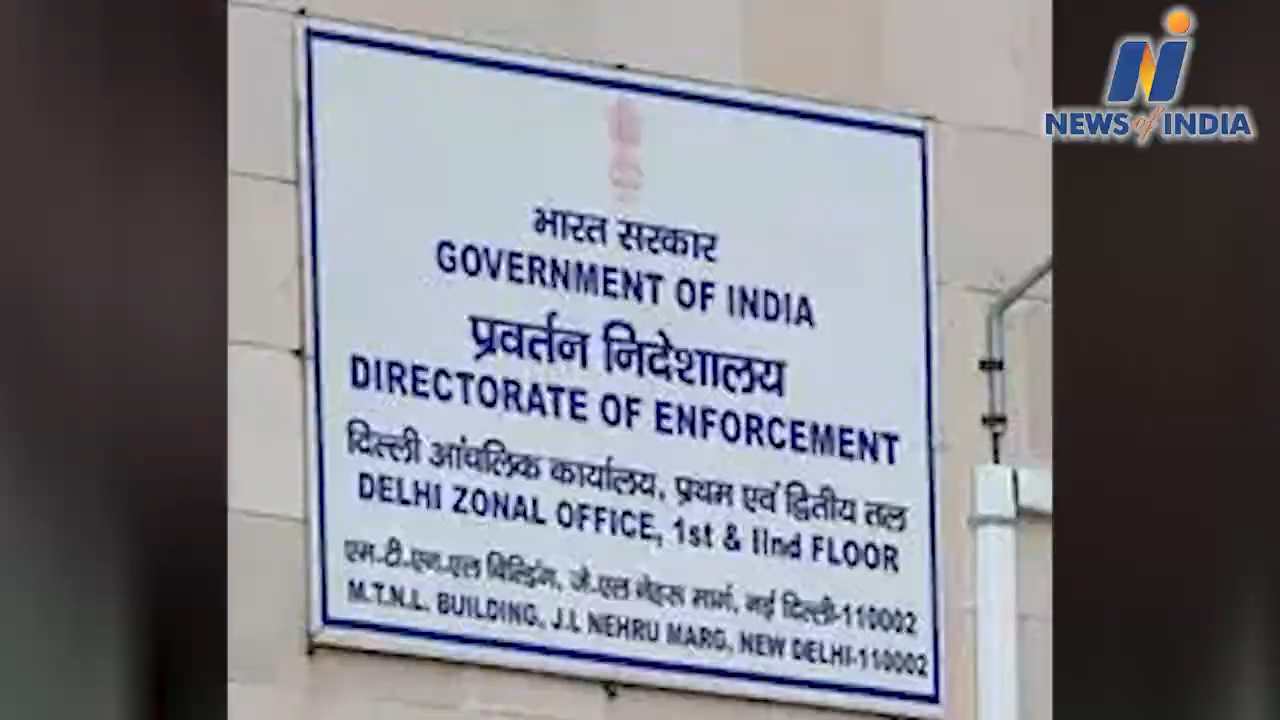 भारत सरकार
GOVERNMENT OF INDIA
प्रवर्तन निदेशालय
DIRECTORATE OF ENFORCEMENT
दिल्ली आंचलिक कार्यालय, प्रथम एवं द्वितीय तल
DELHI ZONAL OFFICE, 1st & IInd FLOOR
एम.टी.एन.एल बिल्डिंग, जे.एल नेहरू मार्ग, नई दिल्ली-110002
M.T.N.L. BUILDING, J.L NEHRU MARG, NEW DELHI-110002
NEWS of INDIA